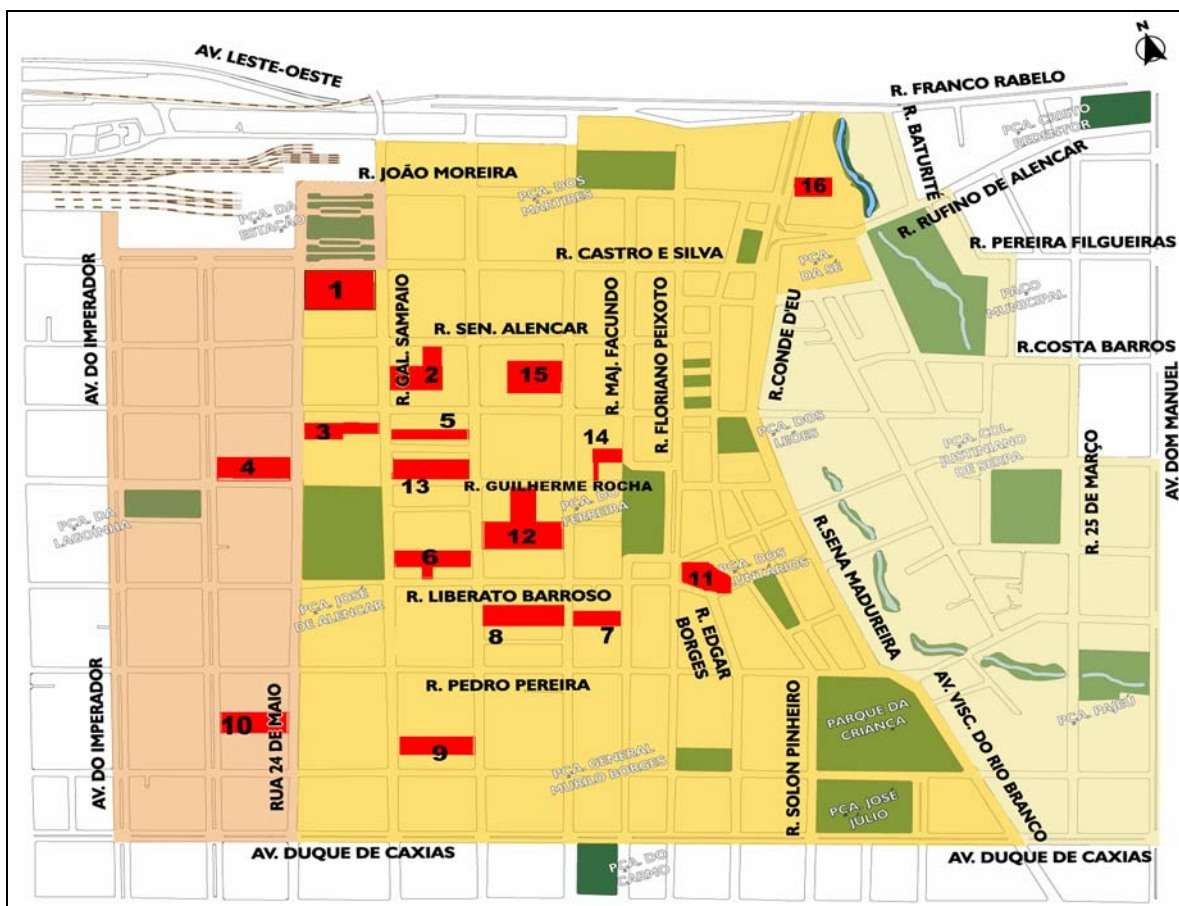 N
AV. LESTE-OESTE
R. FRANCO RABELO
R. BATURITÉ
PÇA. CRISTO
REDENTOR
R. JOÃO MOREIRA
PÇA. DOS
MÁRTIRES
16
R. RUFINO DE ALENCAR
PÇA. DA
ESTAÇÃO
R. CASTRO E SILVA
PÇA.
DA SÉ
R. PEREIRA FILGUEIRAS
AV. DO IMPERADOR
1
R. GAL. SAMPAIO
R. SEN. ALENCAR
R. MAJ. FACUNDO
R. FLORIANO PEIXOTO
R.CONDE D'EU
PAÇO
MUNICIPAL
R.COSTA BARROS
2
15
AV. DOM MANUEL
3
5
14
PÇA. DOS
LEÕES
PÇA. COL.
JUSTINIANO
DE SERPA
4
13
R. GUILHERME ROCHA
PÇA. DO
FERREIRA
R. 25 DE MARÇO
PÇA. DA
LAGOINHA
12
R.SENA MADUREIRA
6
11
PÇA. DOS
VOLUNTÁRIOS
PÇA. JOSÉ
DE ALENCAR
R. LIBERATO BARROSO
8
7
R. EDGAR
BORGES
AV. DO IMPERADOR
RUA 24 DE MAIO
R. PEDRO PEREIRA
R. SOLON PINHEIRO
PARQUE DA
CRIANÇA
AV. VISC. DO RIO BRANCO
PÇA. PAJEÚ
10
9
PÇA. GENERAL
MURILO BORGES
PÇA. JOSÉ
JÚLIO
AV. DUQUE DE CAXIAS
PÇA. DO
CARMO
AV. DUQUE DE CAXIAS